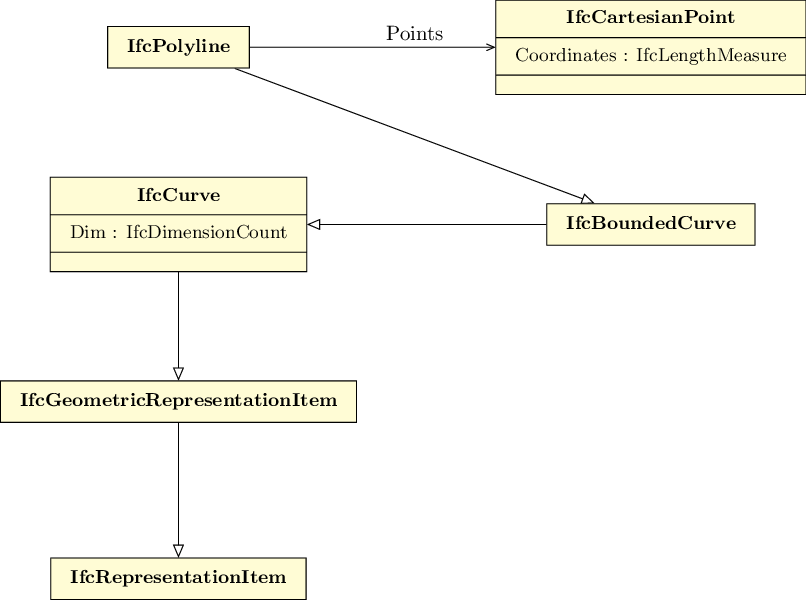 IfcPolyline
Points
IfcCartesianPoint
Coordinates : IfcLengthMeasure
IfcCurve
Dim : IfcDimensionCount
IfcBoundedCurve
IfcGeometricRepresentationItem
IfcRepresentationItem